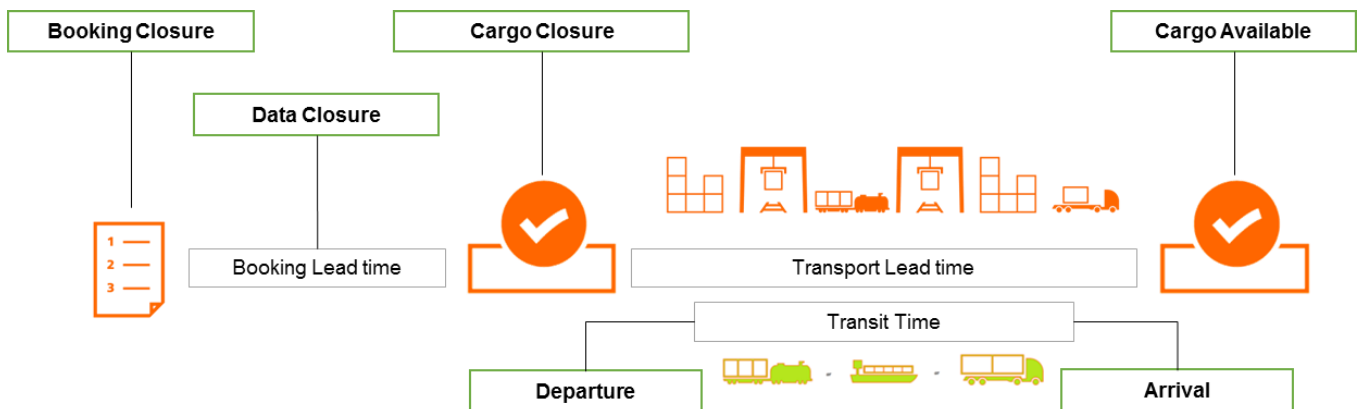 Booking Closure
Cargo Closure
Cargo Available
Data Closure
1
2
3
Booking Lead time
Transport Lead time
Transit Time
Departure
Arrival